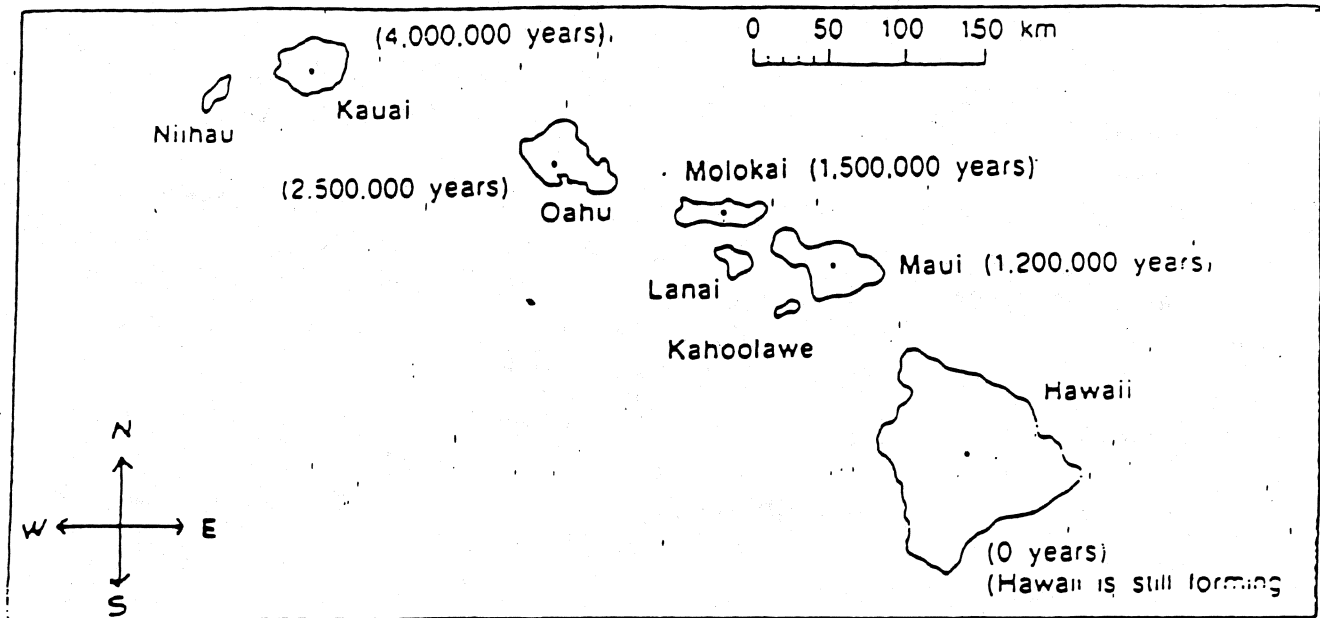 (4.000.000 years).
0 50 100 150 km
Niihau
Kauai
(2.500.000 years)
Oahu
Molokai (1,500.000 years)
Lanai
Maui (1.200.000 years)
Kahoolawe
Hawaii
N
W E
S
(0 years)
(Hawaii is still forming